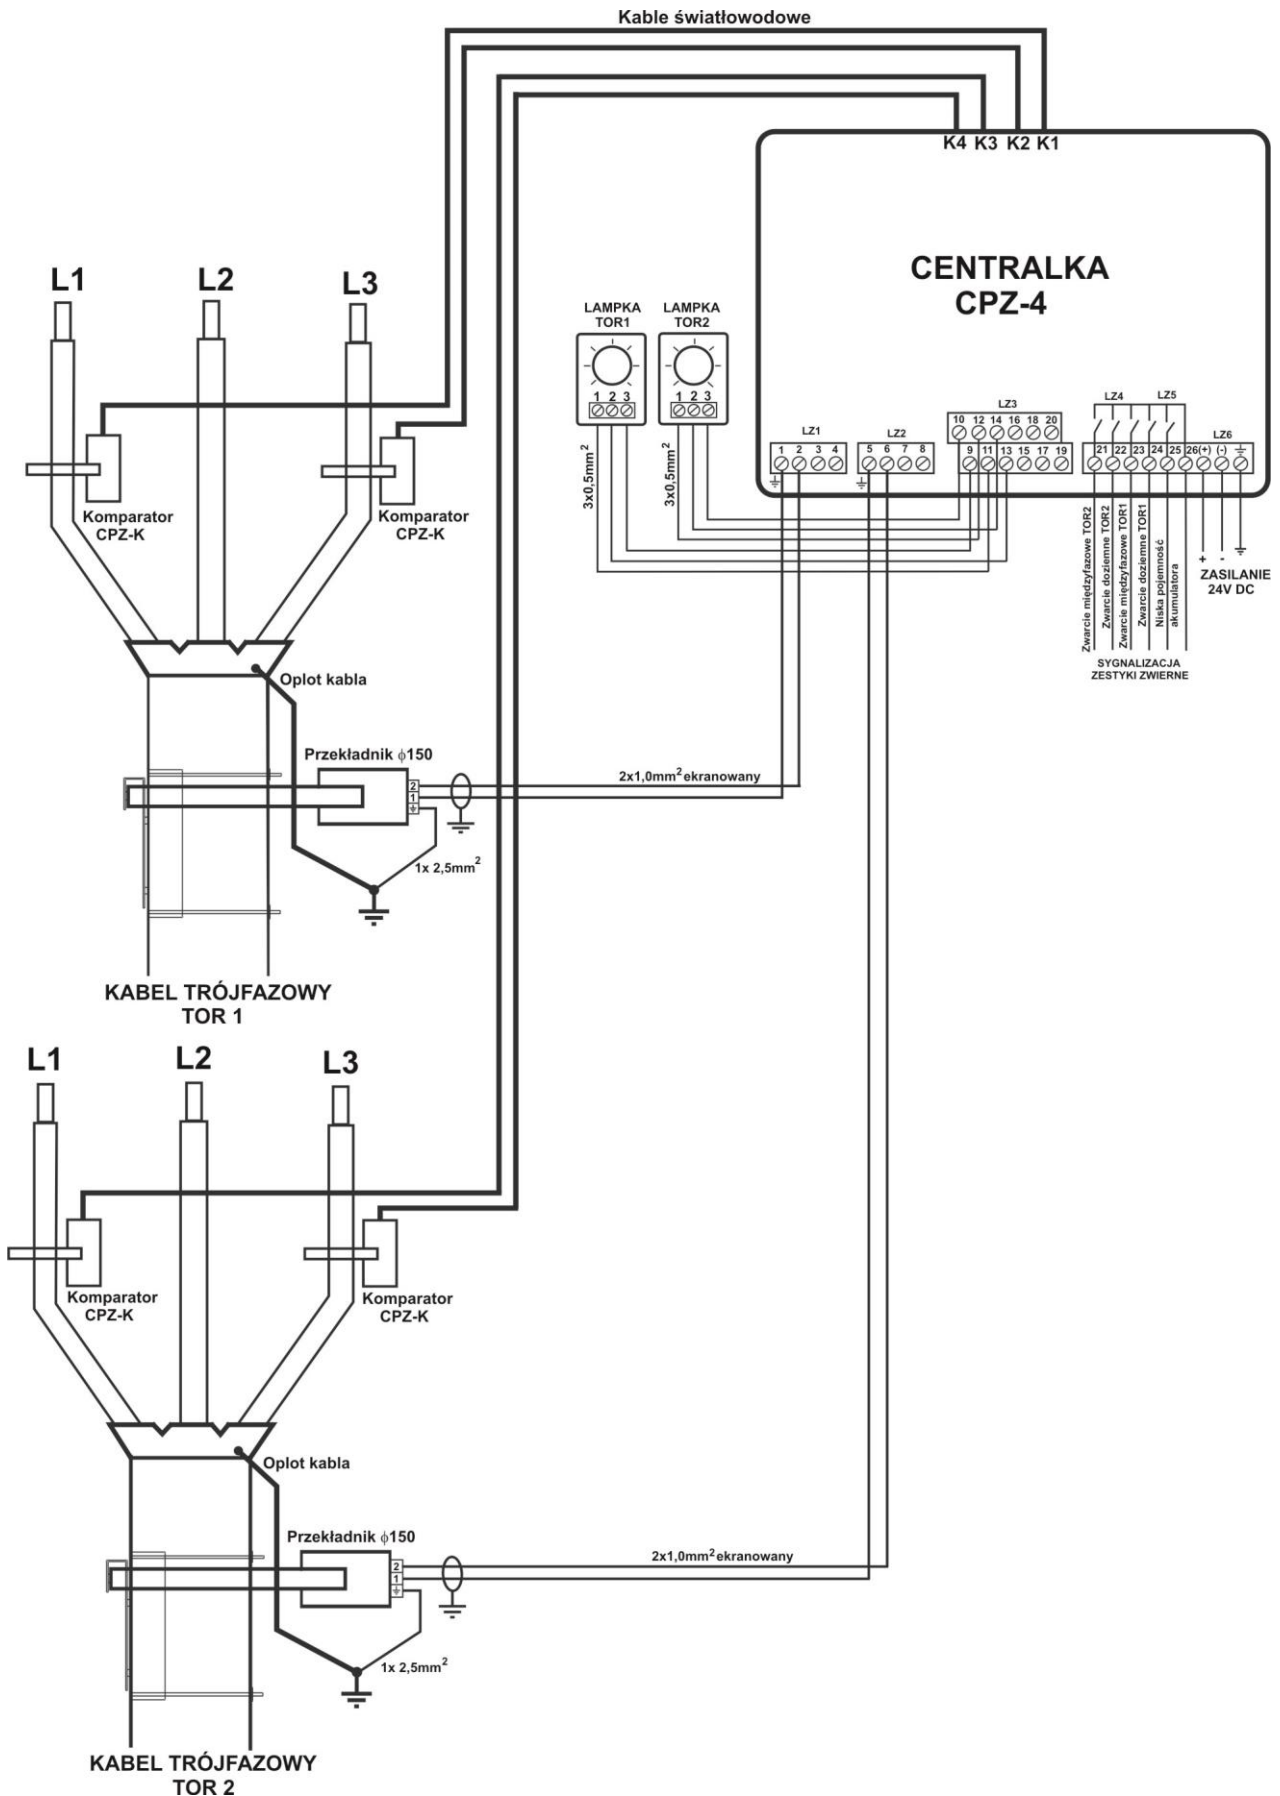 Kable światłowodowe
K4 K3 K2 K1
CENTRALKA
CPZ-4
L1 L2 L3
LAMPKA
TOR1
1 2 3
LAMPKA
TOR2
1 2 3
3x0,5mm²
3x0,5mm²
LZ1
1 2 3 4
LZ2
5 6 7 8
LZ3
10 12 14 16 18 20
9 11 13 15 17 19
LZ4 LZ5
LZ6
21 22 23 24 25 26(+) (-)
Zwarcie międzyfazowe TOR2
Zwarcie doziemne TOR2
Zwarcie międzyfazowe TOR1
Zwarcie doziemne TOR1
Niska pojemność
akumulatora
+ -
ZASILANIE
24V DC
SYGNALIZACJA
ZESTYKI ZWIERNE
Komparator
CPZ-K
Komparator
CPZ-K
Oplot kabla
Przekładnik ϕ150
2
1
2x1,0mm² ekranowany
1x 2,5mm²
KABEL TRÓJFAZOWY
TOR 1
L1 L2 L3
Komparator
CPZ-K
Komparator
CPZ-K
Oplot kabla
Przekładnik ϕ150
2
1
2x1,0mm² ekranowany
1x 2,5mm²
KABEL TRÓJFAZOWY
TOR 2